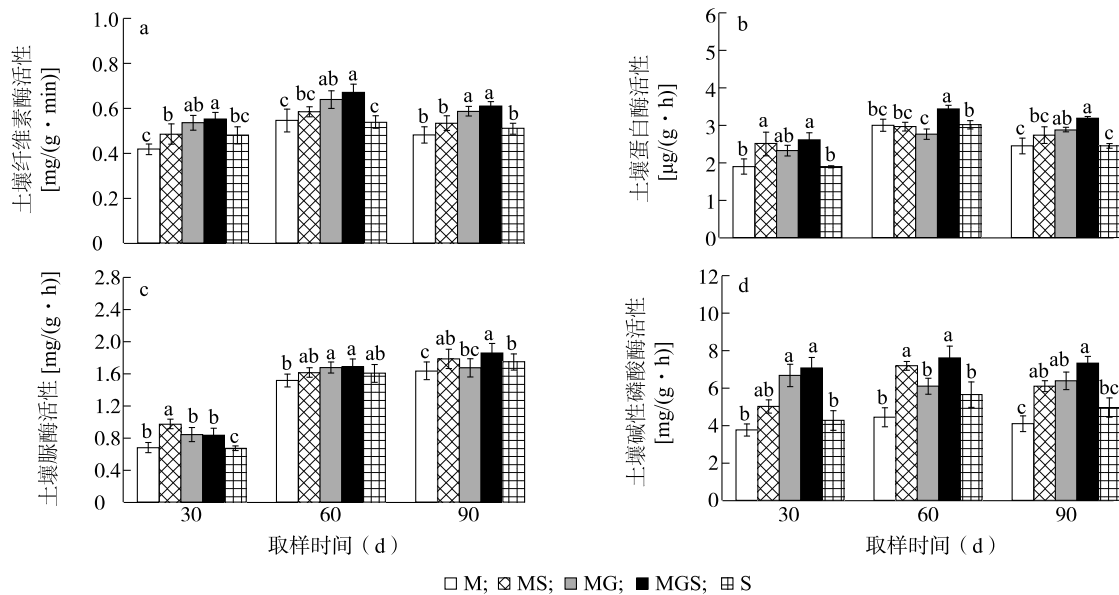 a
土壤纤维素酶活性
[mg/(g·min)]
1.0
0.8
0.6
0.4
0.2
0
c b ab a bc
c bc ab a c
c b a a b
b
土壤蛋白酶活性
[μg/(g·h)]
6
5
4
3
2
1
0
b a ab a b
bc bc c a b
c bc b a c
c
土壤脲酶活性 [mg/(g·h)]
2.8
2.4
2.0
1.6
1.2
0.8
0.4
0
b a b b c
b ab a a ab
c ab bc a ab
30 60 90
取样时间（d）
d
土壤碱性磷酸酶活性
[mg/(g·h)]
12
10
8
6
4
2
0
b ab a a b
c a b a b
c ab ab a bc
30 60 90
取样时间（d）
M; MS; MG; MGS; S